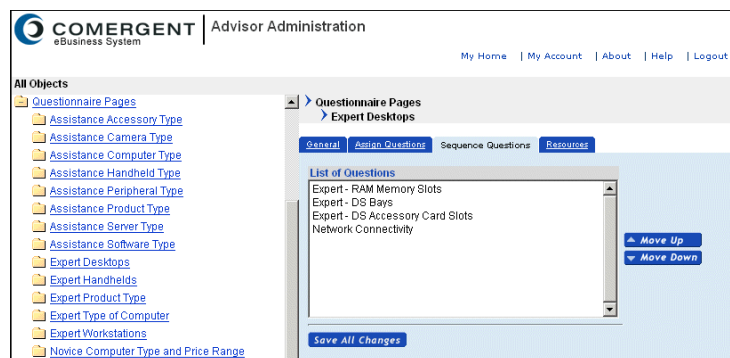 COMERGENT
eBusiness System
Advisor Administration
My Home | My Account | About | Help | Logout
All Objects
Questionnaire Pages
Assistance Accessory Type
Assistance Camera Type
Assistance Computer Type
Assistance Handheld Type
Assistance Peripheral Type
Assistance Product Type
Assistance Server Type
Assistance Software Type
Expert Desktops
Expert Handhelds
Expert Product Type
Expert Type of Computer
Expert Workstations
Novice Computer Type and Price Range
Questionnaire Pages
Expert Desktops
General Assign Questions Sequence Questions Resources
List of Questions
Expert - RAM Memory Slots
Expert - DS Bays
Expert - DS Accessory Card Slots
Network Connectivity
Move Up
Move Down
Save All Changes